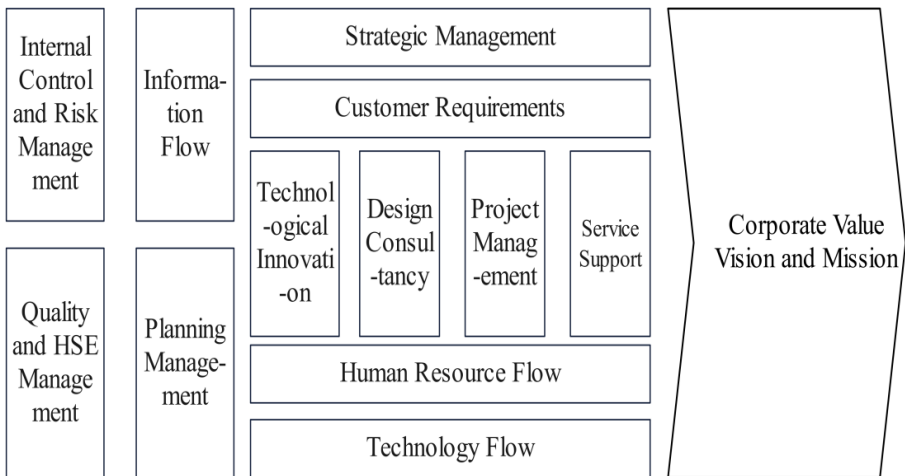 Internal
Control
and Risk
Manage
ment
Informa-
tion
Flow
Strategic Management
Customer Requirements
Technol
-ogical
Innovati
-on
Design
Consul
-tancy
Project
Manag
-ement
Service
Support
Corporate Value
Vision and Mission
Quality
and HSE
Manage
ment
Planning
Manage-
ment
Human Resource Flow
Technology Flow